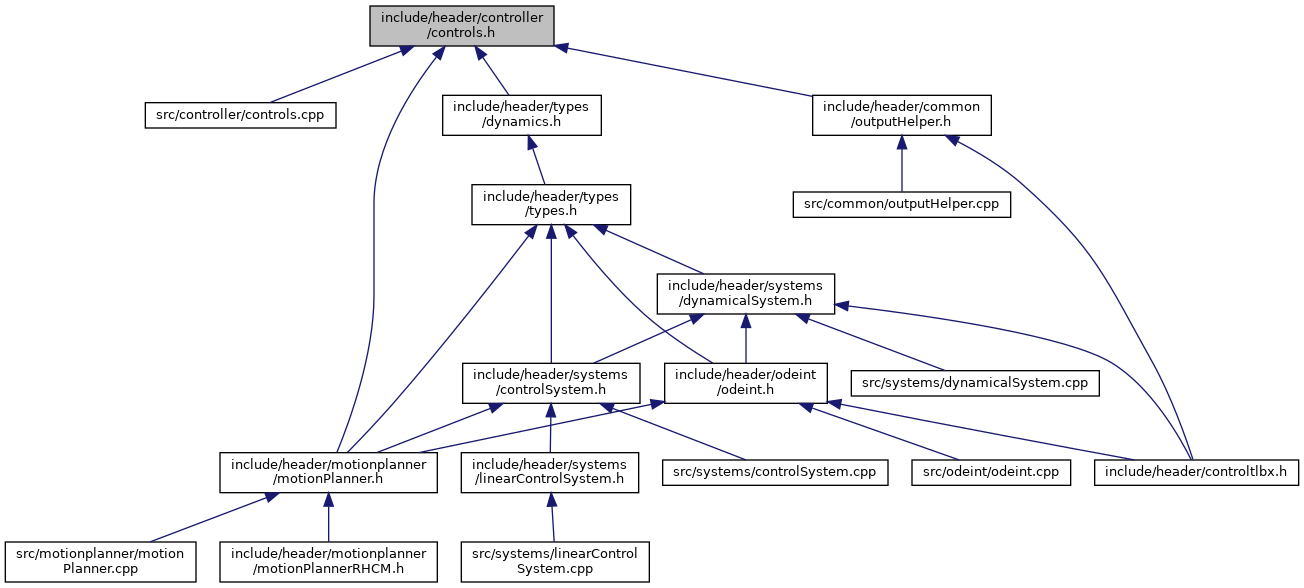 include/header/controller
/controls.h
src/controller/controls.cpp
include/header/types
/dynamics.h
include/header/common
/outputHelper.h
include/header/types
/types.h
src/common/outputHelper.cpp
include/header/systems
/dynamicalSystem.h
include/header/systems
/controlSystem.h
include/header/odeint
/odeint.h
src/systems/dynamicalSystem.cpp
include/header/motionplanner
/motionPlanner.h
include/header/systems
/linearControlSystem.h
src/systems/controlSystem.cpp
src/odeint/odeint.cpp
include/header/controltlbx.h
src/motionplanner/motion
Planner.cpp
include/header/motionplanner
/motionPlannerRHCM.h
src/systems/linearControl
System.cpp